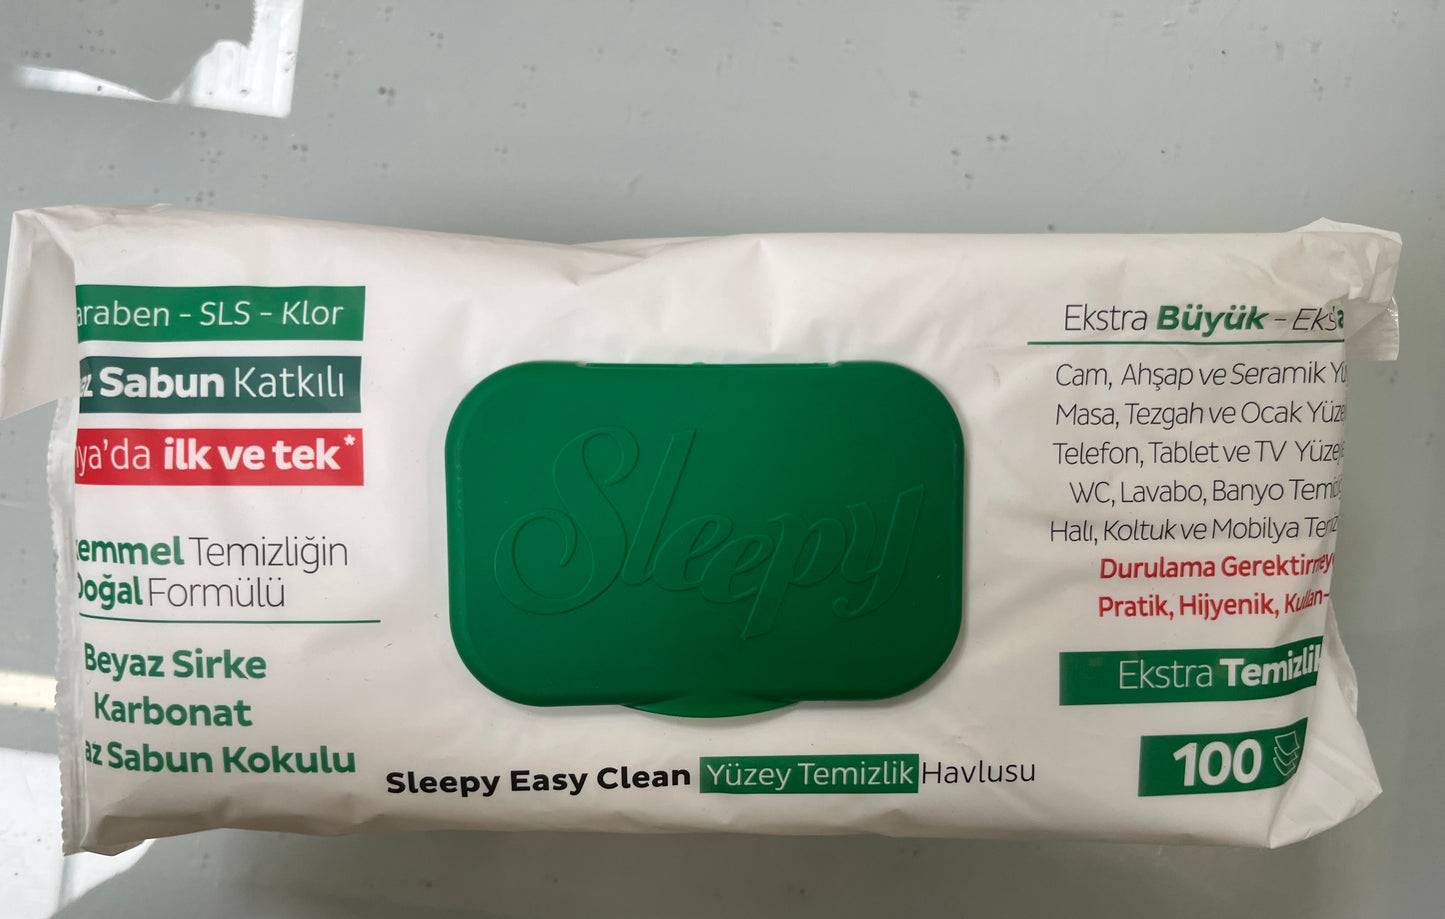 araben - SLS - Klor
Sabun Katkılı
ya'da ilk ve tek*
emmel Temizliğin
Doğal Formülü
Beyaz Sirke
Karbonat
az Sabun Kokulu
Sleepy
Sleepy Easy Clean Yüzey Temizlik Havlusu
Ekstra Büyük - Eks
Cam, Ahşap ve Seramik Yü
Masa, Tezgah ve Ocak Yüze
Telefon, Tablet ve TV Yüze
WC, Lavabo, Banyo Temi
Halı, Koltuk ve Mobilya Te
Durulama Gerektirmeye
Pratik, Hijyenik, Kullan-
Ekstra Temizlik
100